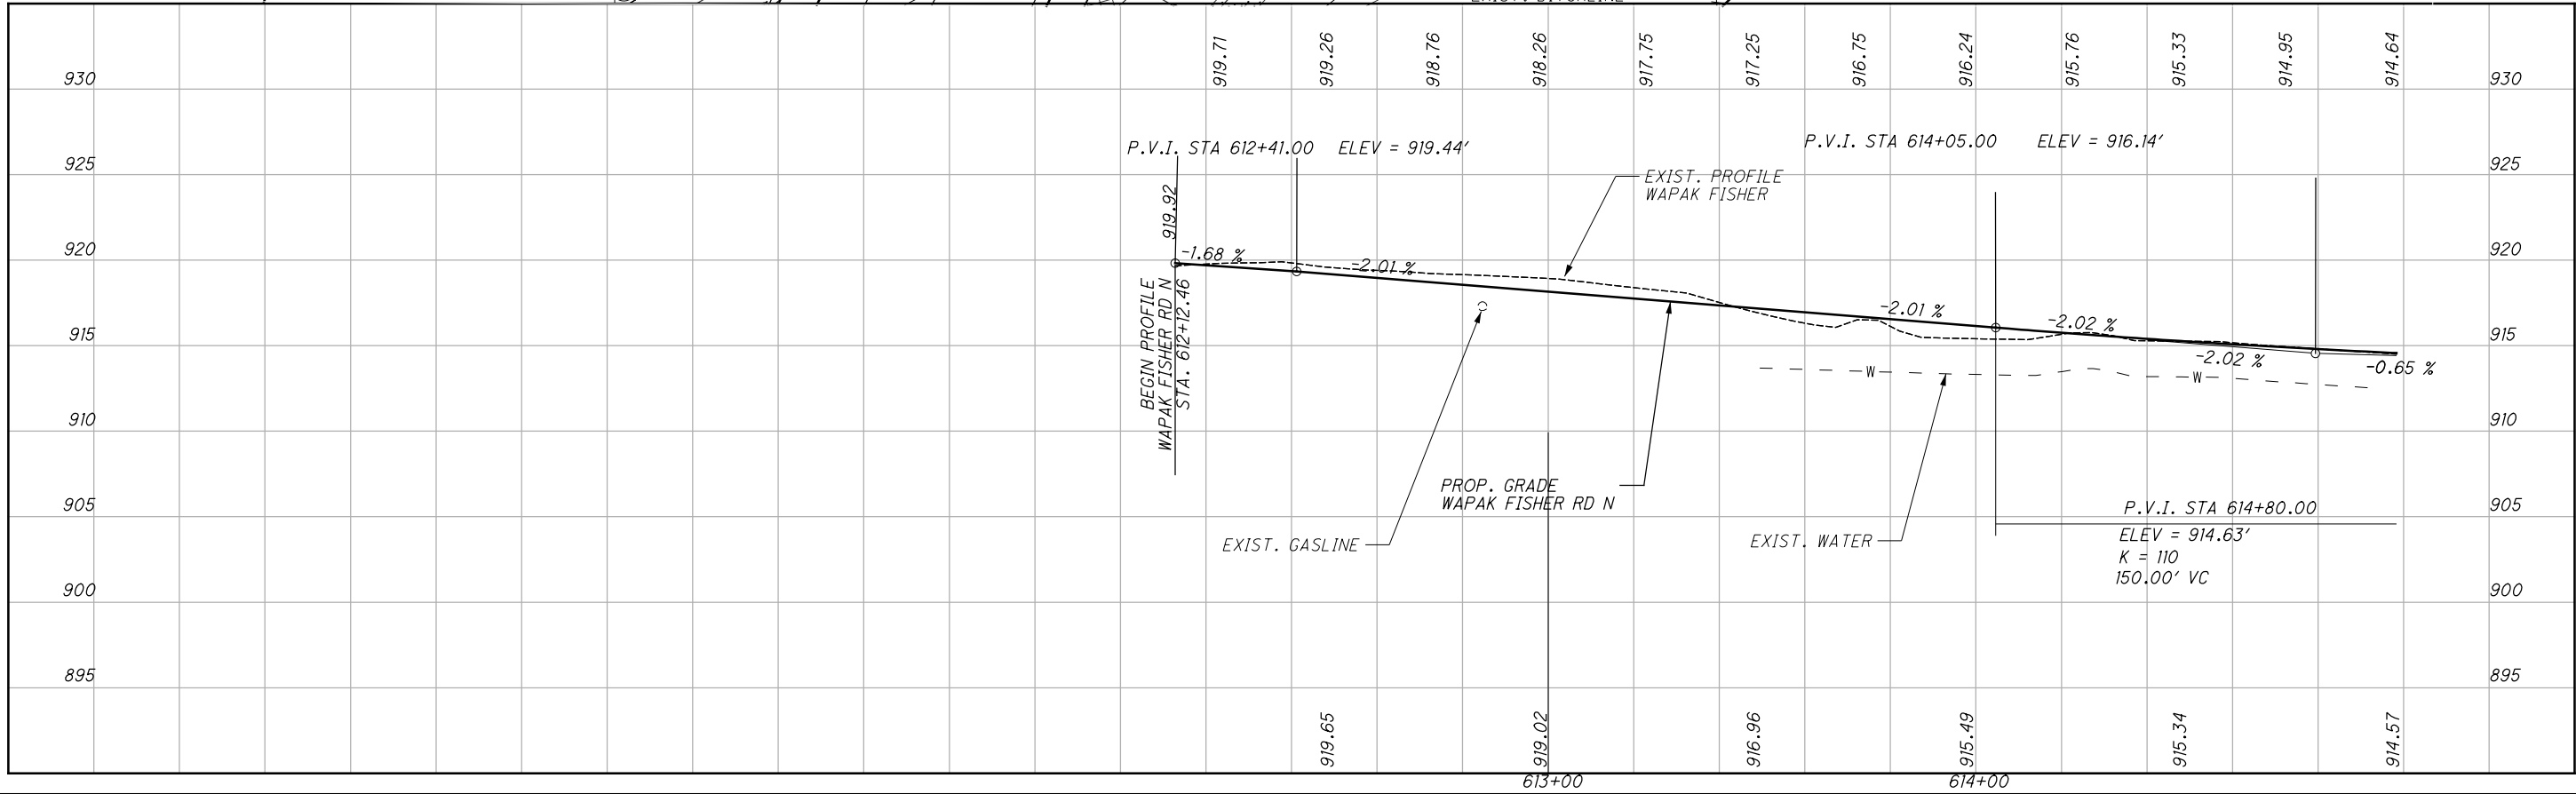 EXIST. DITCHLINE
919.71
919.26
918.76
918.26
917.75
917.25
916.75
916.24
915.76
915.33
914.95
914.64
930
930
P.V.I. STA 612+41.00 ELEV = 919.44'
P.V.I. STA 614+05.00 ELEV = 916.14'
925
925
EXIST. PROFILE
WAPAK FISHER
919.92
920
920
-1.68 %
-2.01 %
BEGIN PROFILE
WAPAK FISHER RD N
STA. 612+12.46
-2.01 %
-2.02 %
915
915
-2.02 %
-0.65 %
W
W
910
910
PROP. GRADE
WAPAK FISHER RD N
905
905
P.V.I. STA 614+80.00
ELEV = 914.63'
K = 110
150.00' VC
EXIST. GASLINE
EXIST. WATER
900
900
895
895
919.65
919.02
916.96
915.49
915.34
914.57
613+00
614+00